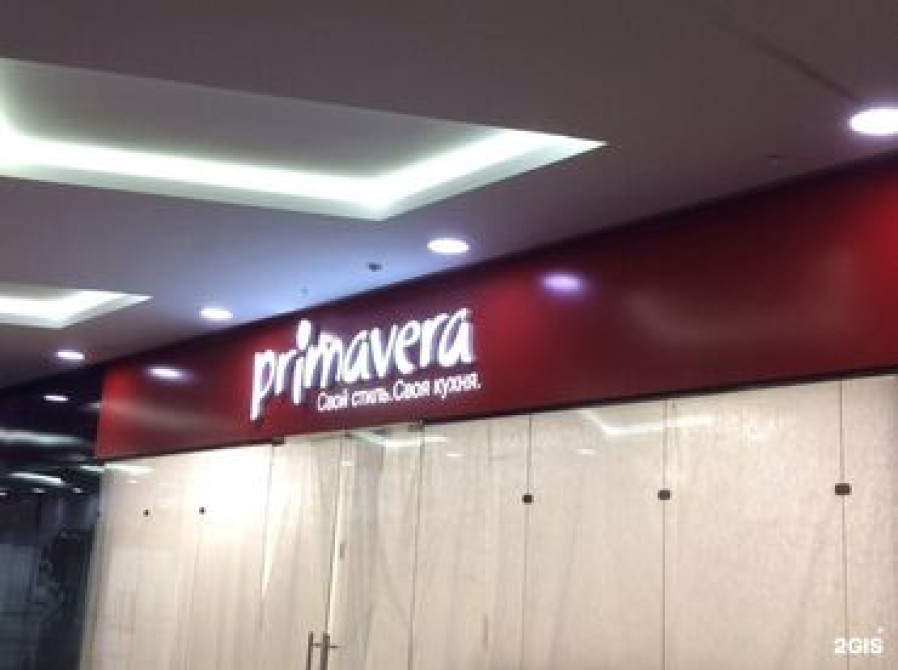 primavera
Свой стиль. Своя кухня.
2GIS